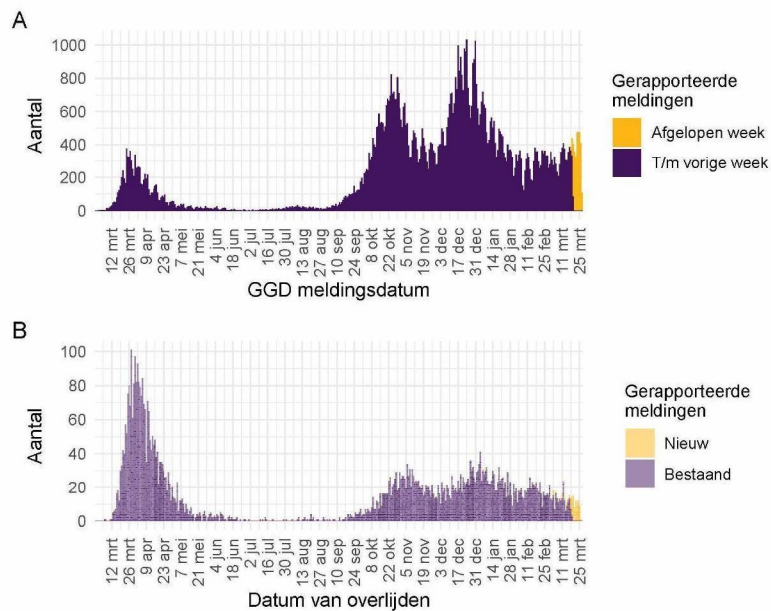 A
Aantal
1000
800
600
400
200
0
12 mrt
26 mrt
9 apr
23 apr
7 mei
21 mei
4 jun
18 jun
2 jul
16 jul
30 jul
13 aug
27 aug
10 sep
24 sep
8 okt
22 okt
5 nov
19 nov
3 dec
17 dec
31 dec
14 jan
28 jan
11 feb
25 feb
11 mrt
25 mrt
GGD meldingsdatum
Gerapporteerde
meldingen
Afgelopen week
T/m vorige week
B
Aantal
100
80
60
40
20
0
12 mrt
26 mrt
9 apr
23 apr
7 mei
21 mei
4 jun
18 jun
2 jul
16 jul
30 jul
13 aug
27 aug
10 sep
24 sep
8 okt
22 okt
5 nov
19 nov
3 dec
17 dec
31 dec
14 jan
28 jan
11 feb
25 feb
11 mrt
25 mrt
Datum van overlijden
Gerapporteerde
meldingen
Nieuw
Bestaand